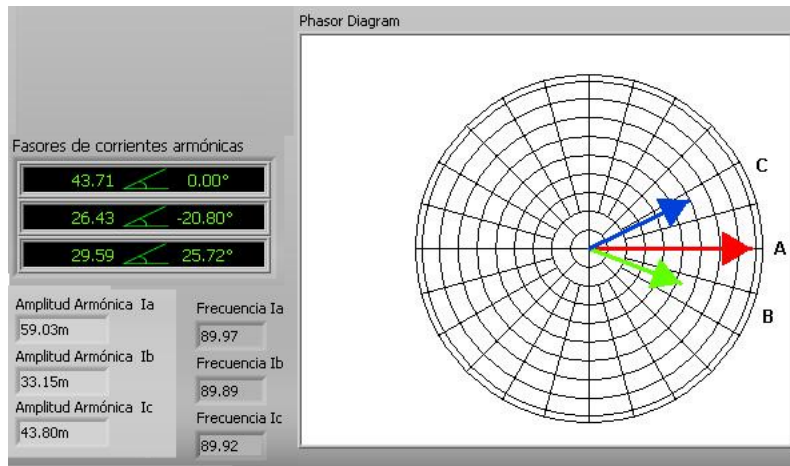 Phasor Diagram
Fasores de corrientes armónicas
43.71 0.00°
26.43 -20.80°
29.59 25.72°
Amplitud Armónica Ia
59.03m
Amplitud Armónica Ib
33.15m
Amplitud Armónica Ic
43.80m
Frecuencia Ia
89.97
Frecuencia Ib
89.89
Frecuencia Ic
89.92
C
A
B